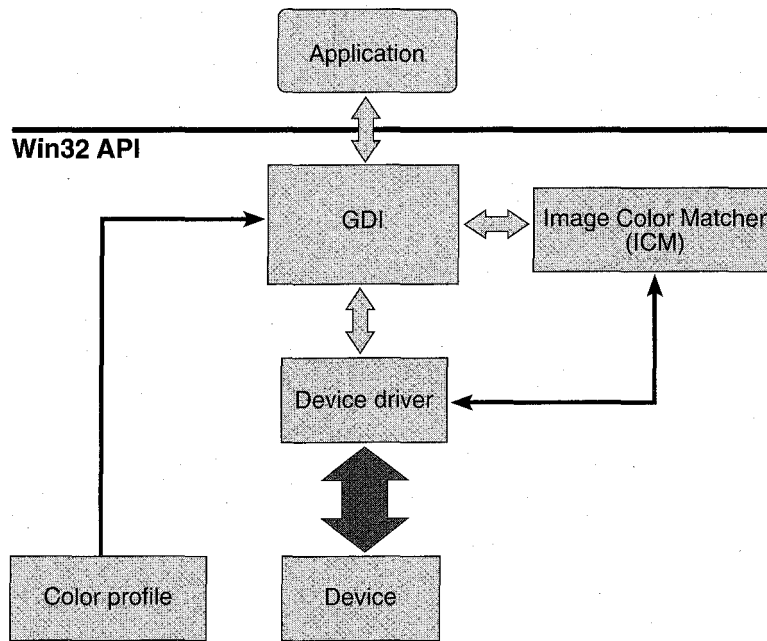 Application
Win32 API
GDI
Image Color Matcher
(ICM)
Device driver
Color profile
Device